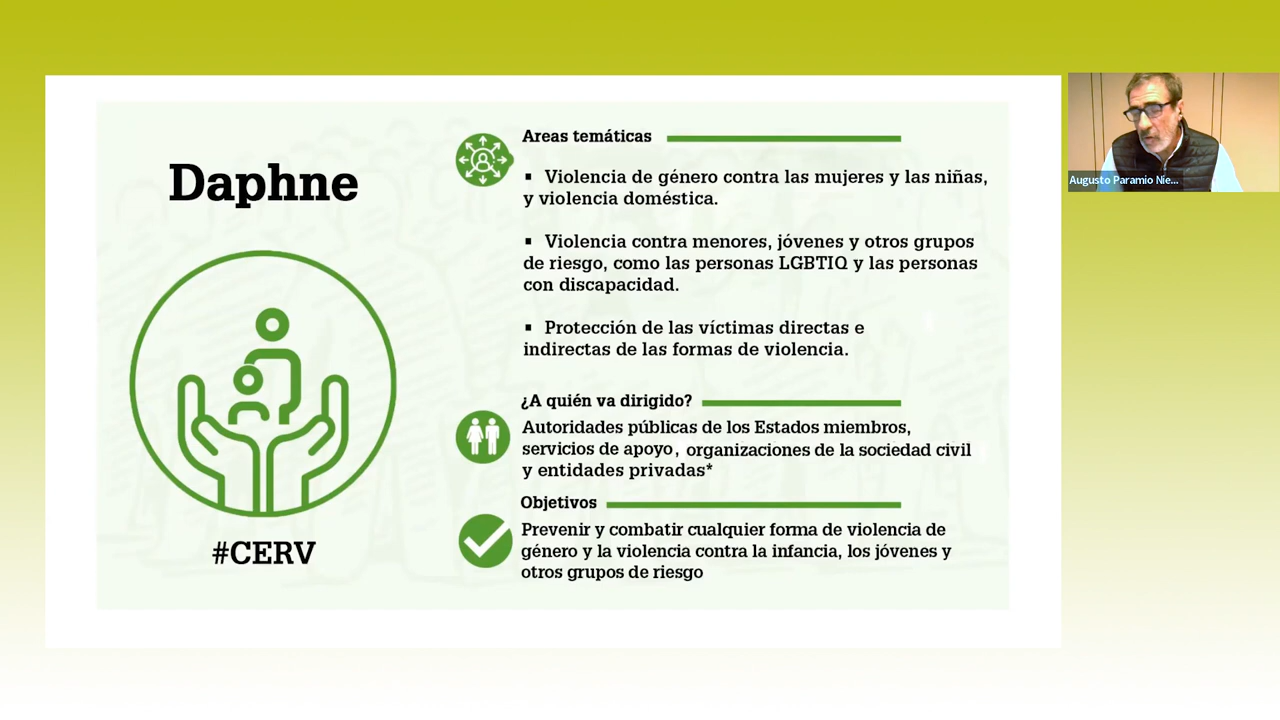 Daphne
#CERV
Areas temáticas
▪ Violencia de género contra las mujeres y las niñas,
y violencia doméstica.
▪ Violencia contra menores, jóvenes y otros grupos
de riesgo, como las personas LGBTIQ y las personas
con discapacidad.
▪ Protección de las víctimas directas e
indirectas de las formas de violencia.
¿A quién va dirigido?
Autoridades públicas de los Estados miembros,
servicios de apoyo, organizaciones de la sociedad civil
y entidades privadas*
Objetivos
Prevenir y combatir cualquier forma de violencia de
género y la violencia contra la infancia, los jóvenes y
otros grupos de riesgo
Augusto Paramio Nie...